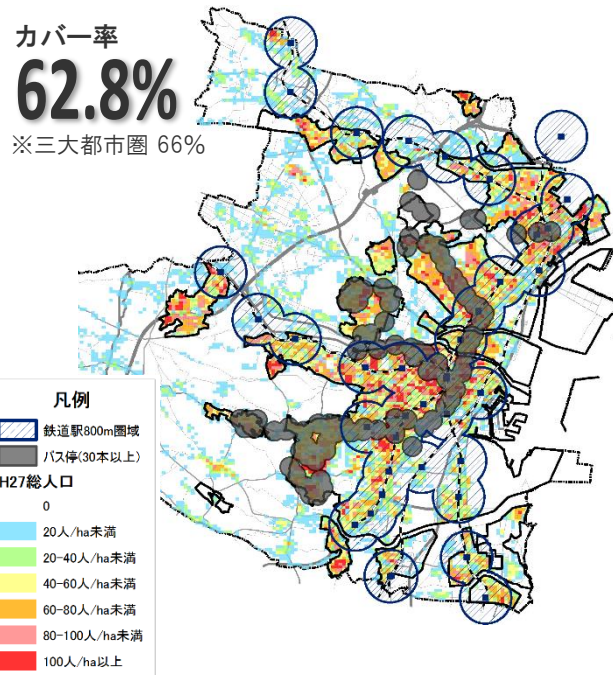 カバー率
62.8%
※三大都市圏 66%
凡例
鉄道駅800m圏域
バス停(30本以上)
H27総人口
0
20人/ha未満
20-40人/ha未満
40-60人/ha未満
60-80人/ha未満
80-100人/ha未満
100人/ha以上